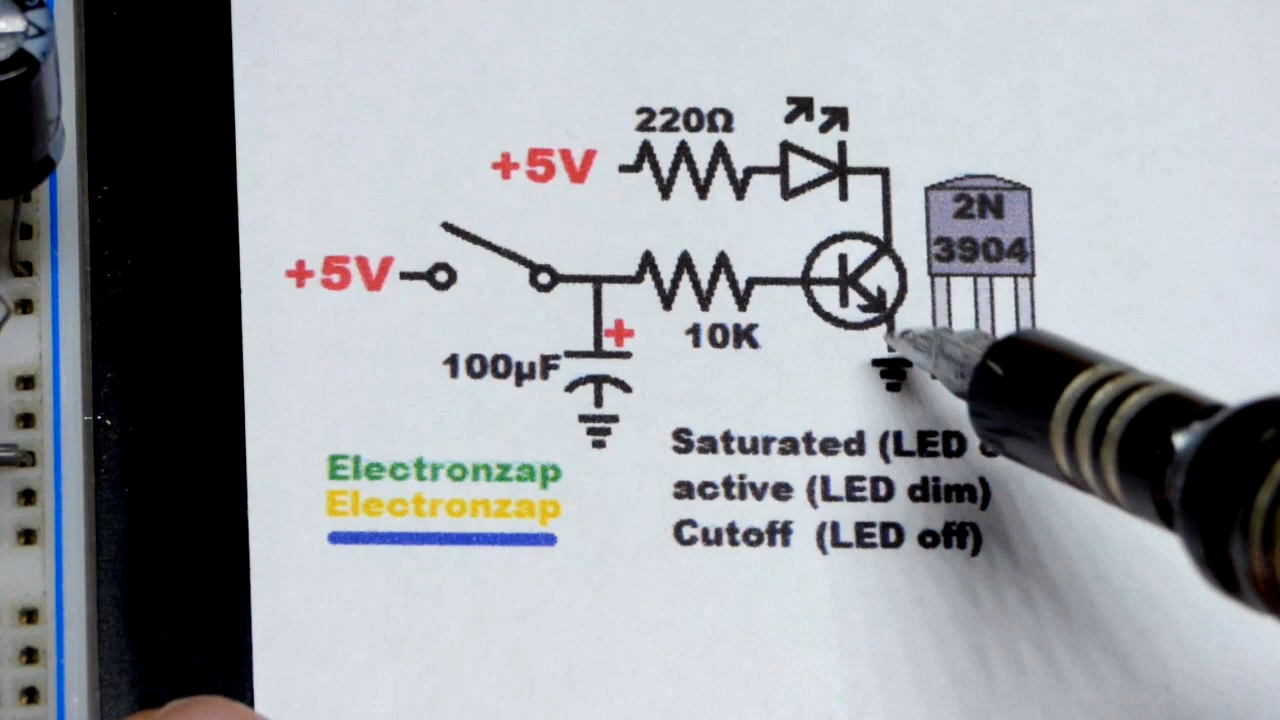 220Ω
+5V
2N
3904
+5V
+
10K
100µF
Saturated (LED
Electronzap
active (LED dim)
Electronzap
Cutoff (LED off)